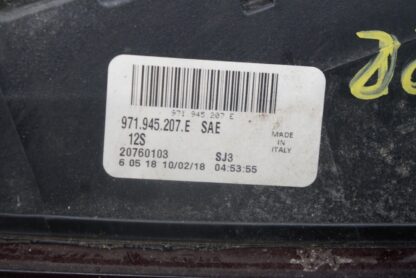 971 945 207 E
971.945.207.E SAE
12S
MADE
IN
ITALY
20760103 SJ3
6 05 18 10/02/18 04:53:55